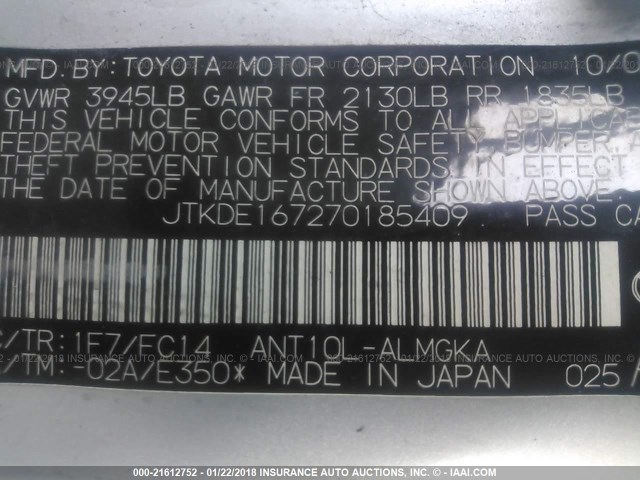 MFD. BY: TOYOTA MOTOR CORPORATION 10/0
GVWR 3945LB GAWR FR 2130LB RR 1835LB
THIS VEHICLE CONFORMS TO ALL APPLICA
FEDERAL MOTOR VEHICLE SAFETY, BUMPER, A
THEFT PREVENTION STANDARDS IN EFFECT
THE DATE OF MANUFACTURE SHOWN ABOVE.
JTKDE167270185409 PASS CA
C/TR: 1F7/FC14 ANT10L-ALMGKA
/TM: -02A/E350* MADE IN JAPAN 025
000-21612752 - 01/22/2018 INSURANCE AUTO AUCTIONS, INC. - © - IAAI.COM